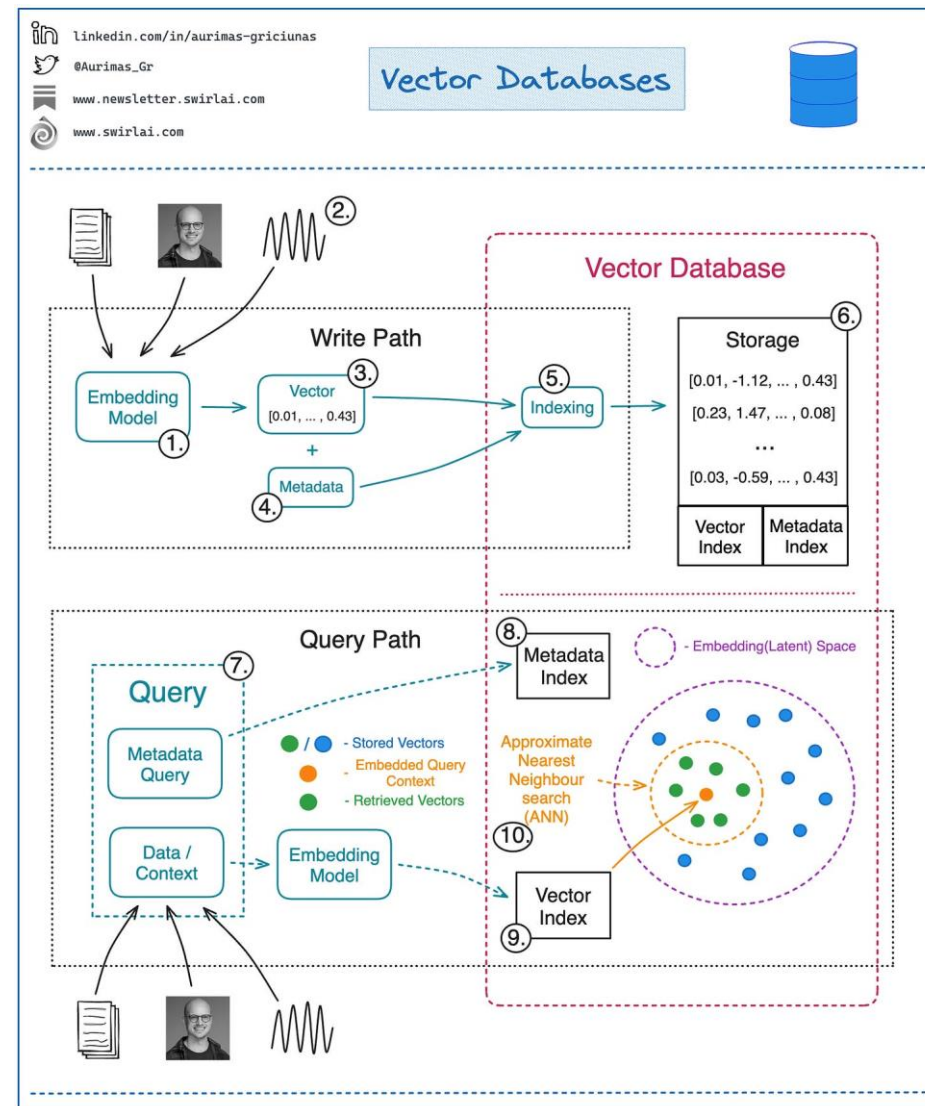 linkedin.com/in/aurimas-griciunas
@Aurimas_Gr
www.newsletter.swirlai.com
www.swirlai.com
Vector Databases
2.
Vector Database
Write Path
Embedding
Model
1.
3.
Vector
[0.01, ... , 0.43]
+
4.
Metadata
5.
Indexing
6.
Storage
[0.01, -1.12, ... , 0.43]
[0.23, 1.47, ... , 0.08]
...
[0.03, -0.59, ... , 0.43]
Vector
Index
Metadata
Index
Query Path
7.
Query
Metadata
Query
Data /
Context
Embedding
Model
/ - Stored Vectors
- Embedded Query
Context
- Retrieved Vectors
8.
Metadata
Index
- Embedding(Latent) Space
Approximate
Nearest
Neighbour
search
(ANN)
10.
Vector
Index
9.